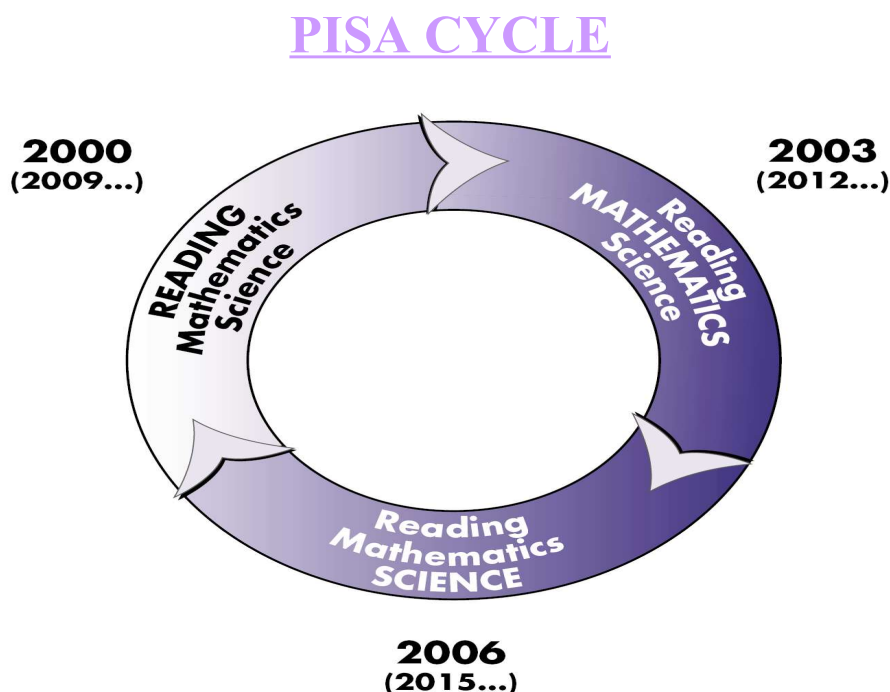 PISA CYCLE
2000
(2009...)
READING
Mathematics
Science
2003
(2012...)
Reading
MATHEMATICS
Science
Reading
Mathematics
SCIENCE
2006
(2015...)